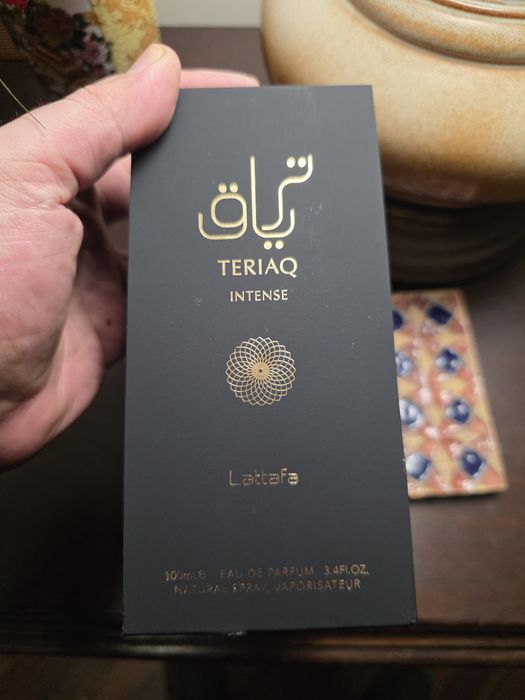 ترياق
TERIAQ
INTENSE
Lattafa
100ml.℮ EAU DE PARFUM 3.4Fl.OZ.
NATURAL SPRAY, VAPORISATEUR